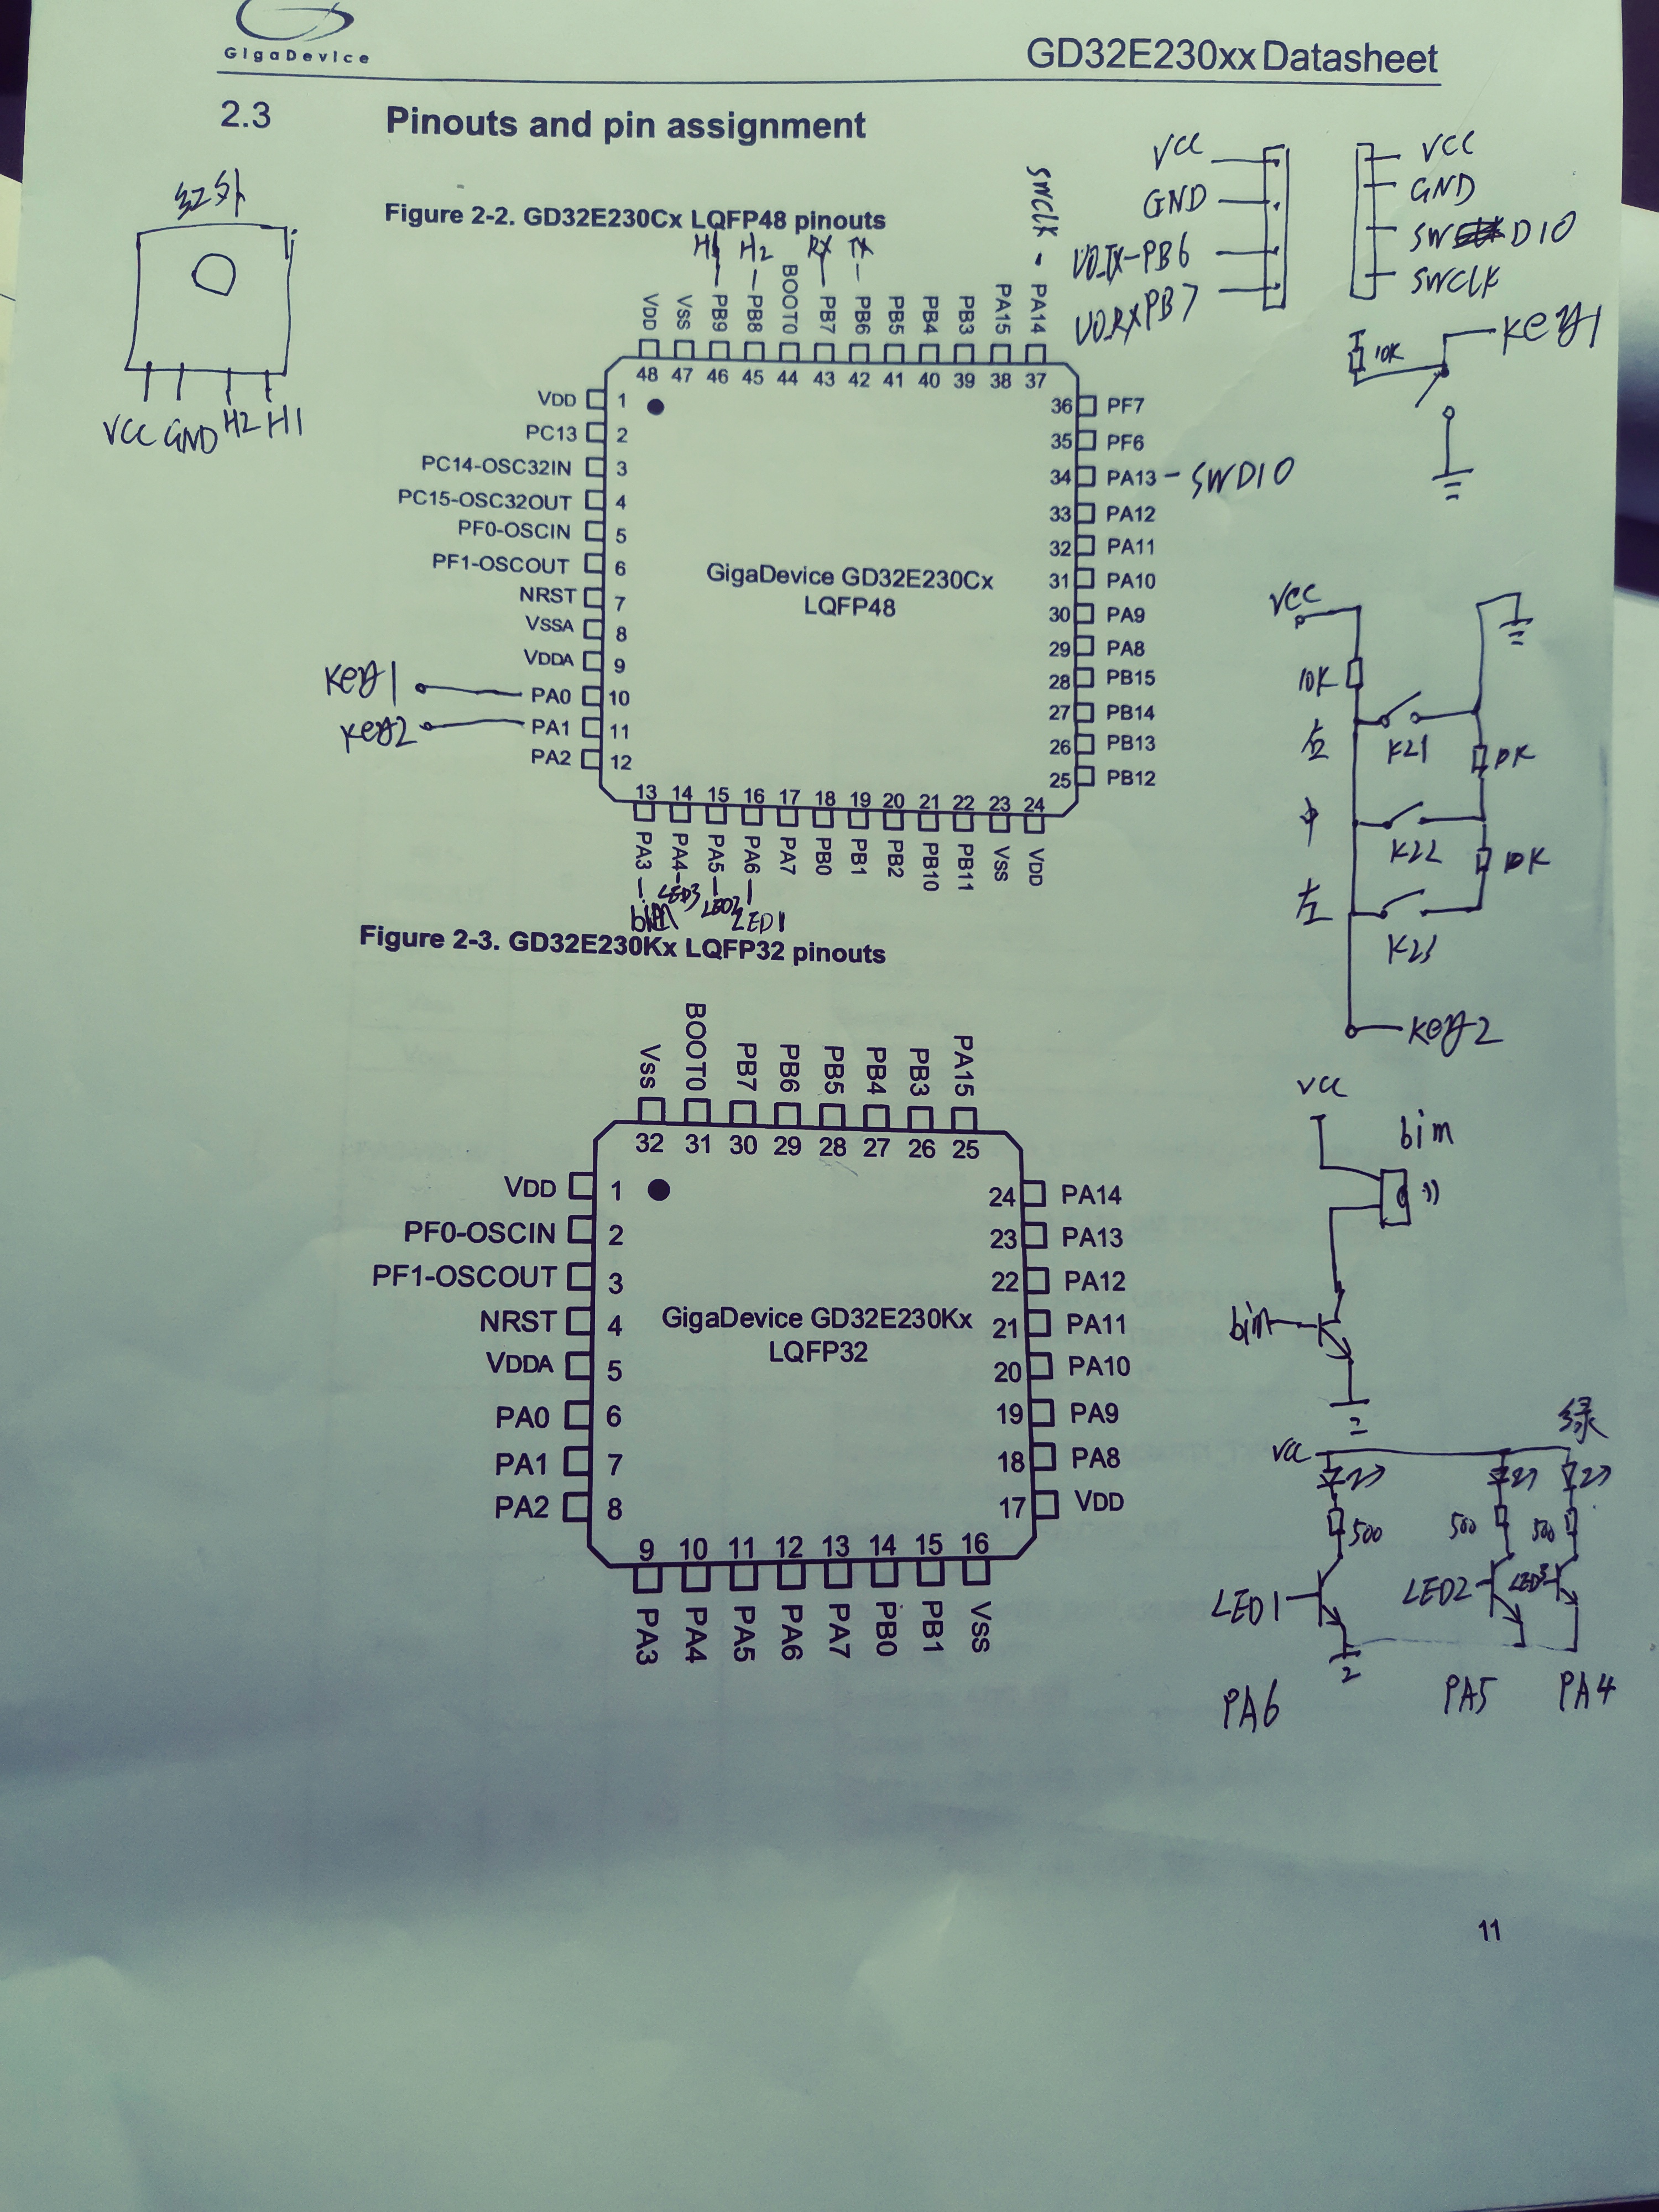 GigaDevice
GD32E230xx Datasheet
2.3 Pinouts and pin assignment
Figure 2-2. GD32E230Cx LQFP48 pinouts
VCC GND H2 H1
H1 H2 RX TX
SWCLK
VDD VSS PB9 PB8 BOOT0 PB7 PB6 PB5 PB4 PB3 PA15 PA14
48 47 46 45 44 43 42 41 40 39 38 37
VCC
GND
U0_TX-PB6
U0_RX PB7
VCC
GND
SWDIO
SWCLK
10K
Key1
VDD 1
PC13 2
PC14-OSC32IN 3
PC15-OSC32OUT 4
PF0-OSCIN 5
PF1-OSCOUT 6
NRST 7
VSSA 8
VDDA 9
Key1 PA0 10
Key2 PA1 11
PA2 12
36 PF7
35 PF6
34 PA13 - SWDIO
33 PA12
32 PA11
31 PA10
30 PA9
29 PA8
28 PB15
27 PB14
26 PB13
25 PB12
GigaDevice GD32E230Cx
LQFP48
13 14 15 16 17 18 19 20 21 22 23 24
PA3 PA4 PA5 PA6 PA7 PB0 PB1 PB2 PB10 PB11 VSS VDD
bim LED3 LED2 LED1
VCC
10K
左 K21 10K
中 K22 10K
左 K23
Key2
Figure 2-3. GD32E230Kx LQFP32 pinouts
Vss BOOT0 PB7 PB6 PB5 PB4 PB3 PA15
32 31 30 29 28 27 26 25
VDD 1
PF0-OSCIN 2
PF1-OSCOUT 3
NRST 4
VDDA 5
PA0 6
PA1 7
PA2 8
24 PA14
23 PA13
22 PA12
21 PA11
20 PA10
19 PA9
18 PA8
17 VDD
GigaDevice GD32E230Kx
LQFP32
9 10 11 12 13 14 15 16
PA3 PA4 PA5 PA6 PA7 PB0 PB1 VSS
VCC
bim
bim
绿
VCC
500 500 500
LED1 LED2 LED3
PA6 PA5 PA4
11